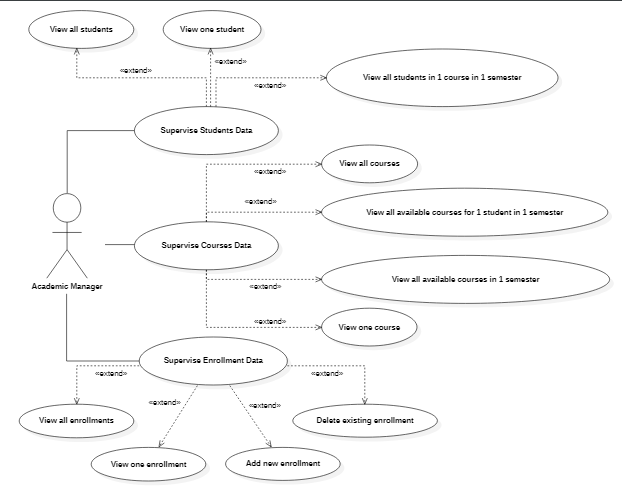 View all students
View one student
«extend»
«extend»
View all students in 1 course in 1 semester
«extend»
Supervise Students Data
View all courses
«extend»
«extend»
View all available courses for 1 student in 1 semester
Supervise Courses Data
View all available courses in 1 semester
«extend»
Academic Manager
«extend»
View one course
Supervise Enrollment Data
«extend»
«extend»
«extend»
«extend»
View all enrollments
Delete existing enrollment
View one enrollment
Add new enrollment